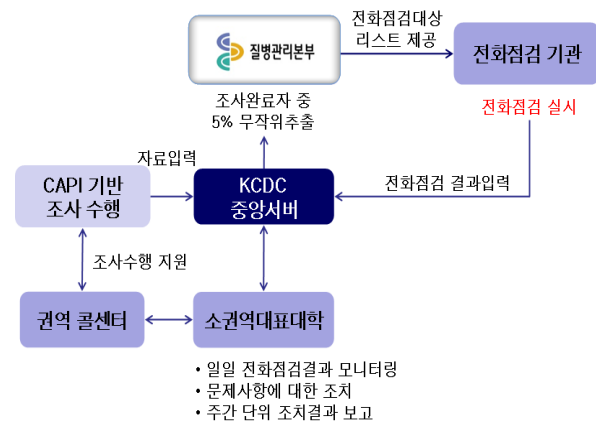 질병관리본부
전화점검대상
리스트 제공
전화점검 기관
조사완료자 중
5% 무작위추출
전화점검 실시
자료입력
CAPI 기반
조사 수행
KCDC
중앙서버
전화점검 결과입력
조사수행 지원
권역 콜센터
소권역대표대학
• 일일 전화점검결과 모니터링
• 문제사항에 대한 조치
• 주간 단위 조치결과 보고